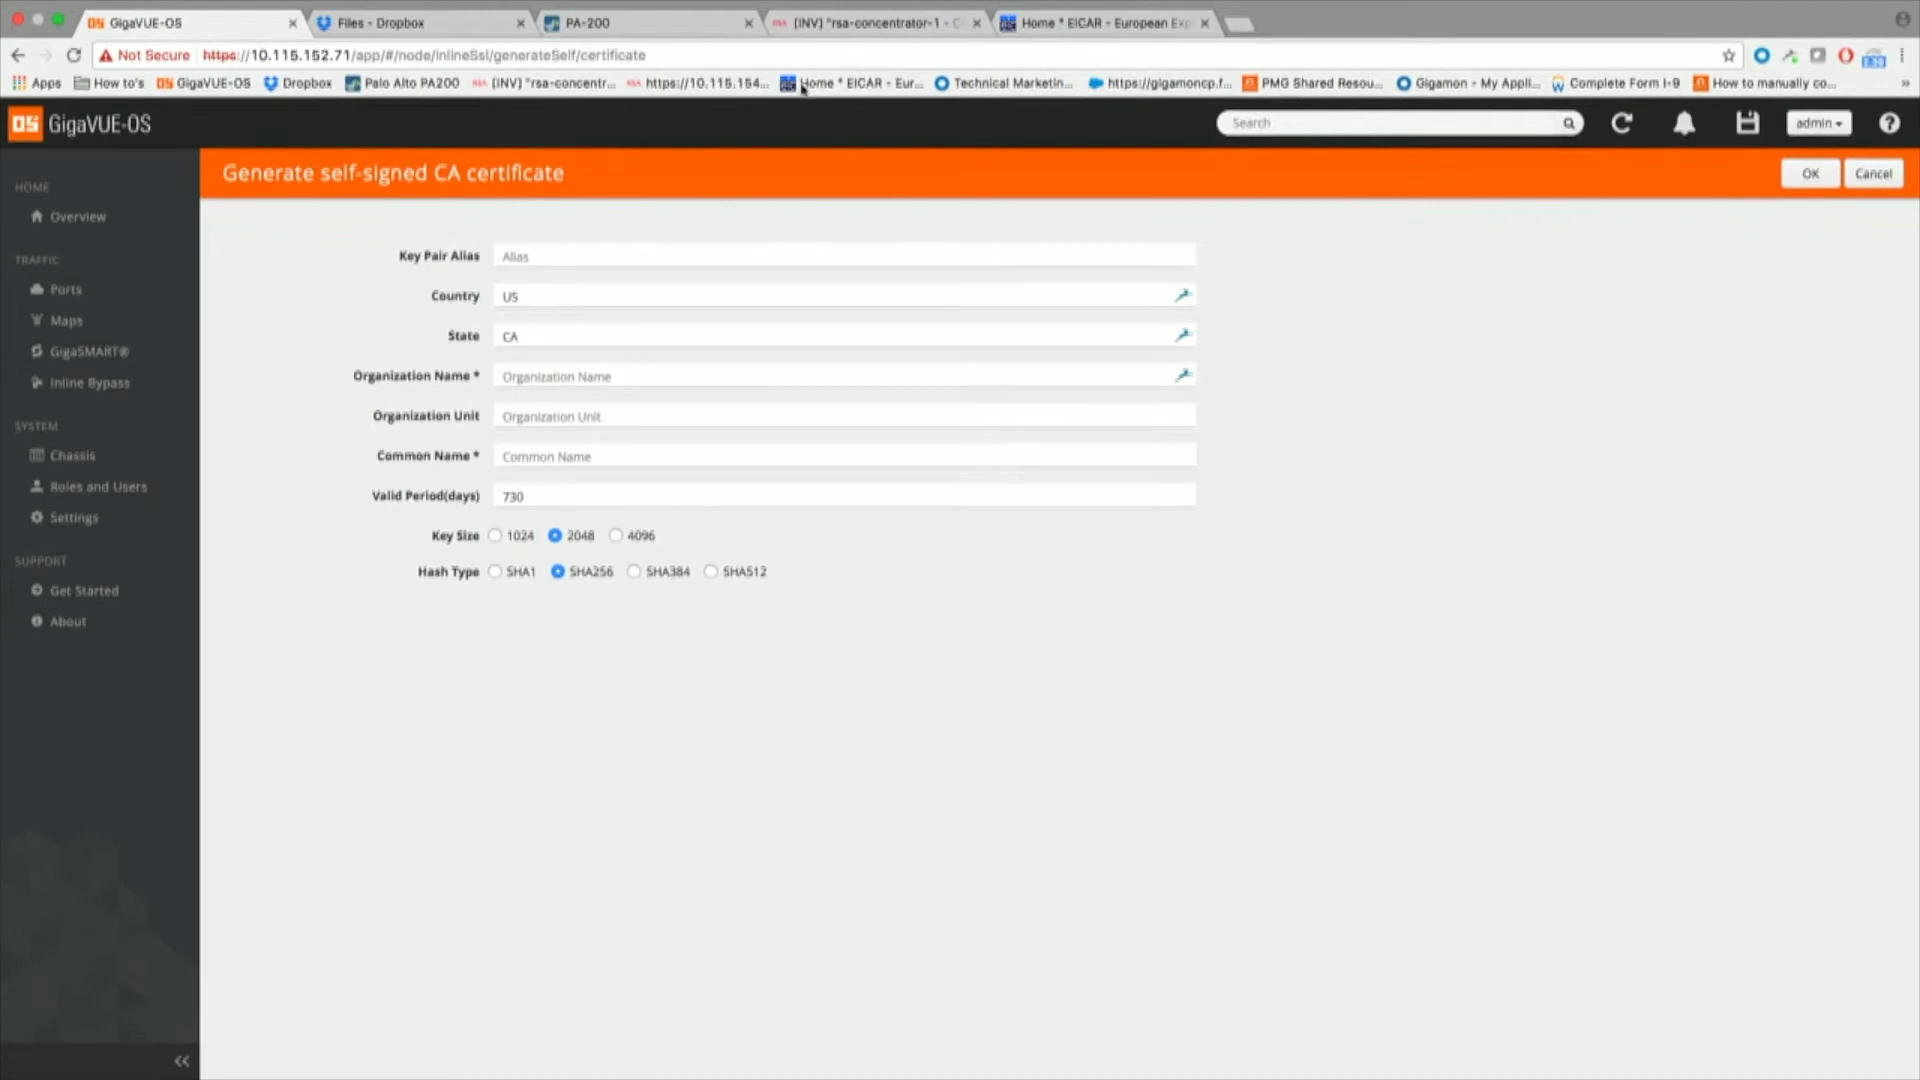 GigaVUE-OS
Files - Dropbox
PA-200
(INV) "rsa-concentrator-1 - C
Home * EICAR - European Exp
Not Secure https://10.115.152.71/app/#/node/inlineSsl/generateSelf/certificate
Apps How to's GigaVUE-OS Dropbox Palo Alto PA200 (INV) "rsa-concentr... https://10.115.154... Home * EICAR - Eur... Technical Marketin... https://gigamoncp.f... PMG Shared Resou... Gigamon - My Appli... Complete Form I-9 How to manually co... »
OS GigaVUE-OS
Search
admin
Generate self-signed CA certificate
OK
Cancel
HOME
Overview
TRAFFIC
Ports
Maps
GigaSMART®
Inline Bypass
SYSTEM
Chassis
Roles and Users
Settings
SUPPORT
Get Started
About
Key Pair Alias Alias
Country US
State CA
Organization Name * Organization Name
Organization Unit Organization Unit
Common Name * Common Name
Valid Period(days) 730
Key Size 1024 2048 4096
Hash Type SHA1 SHA256 SHA384 SHA512